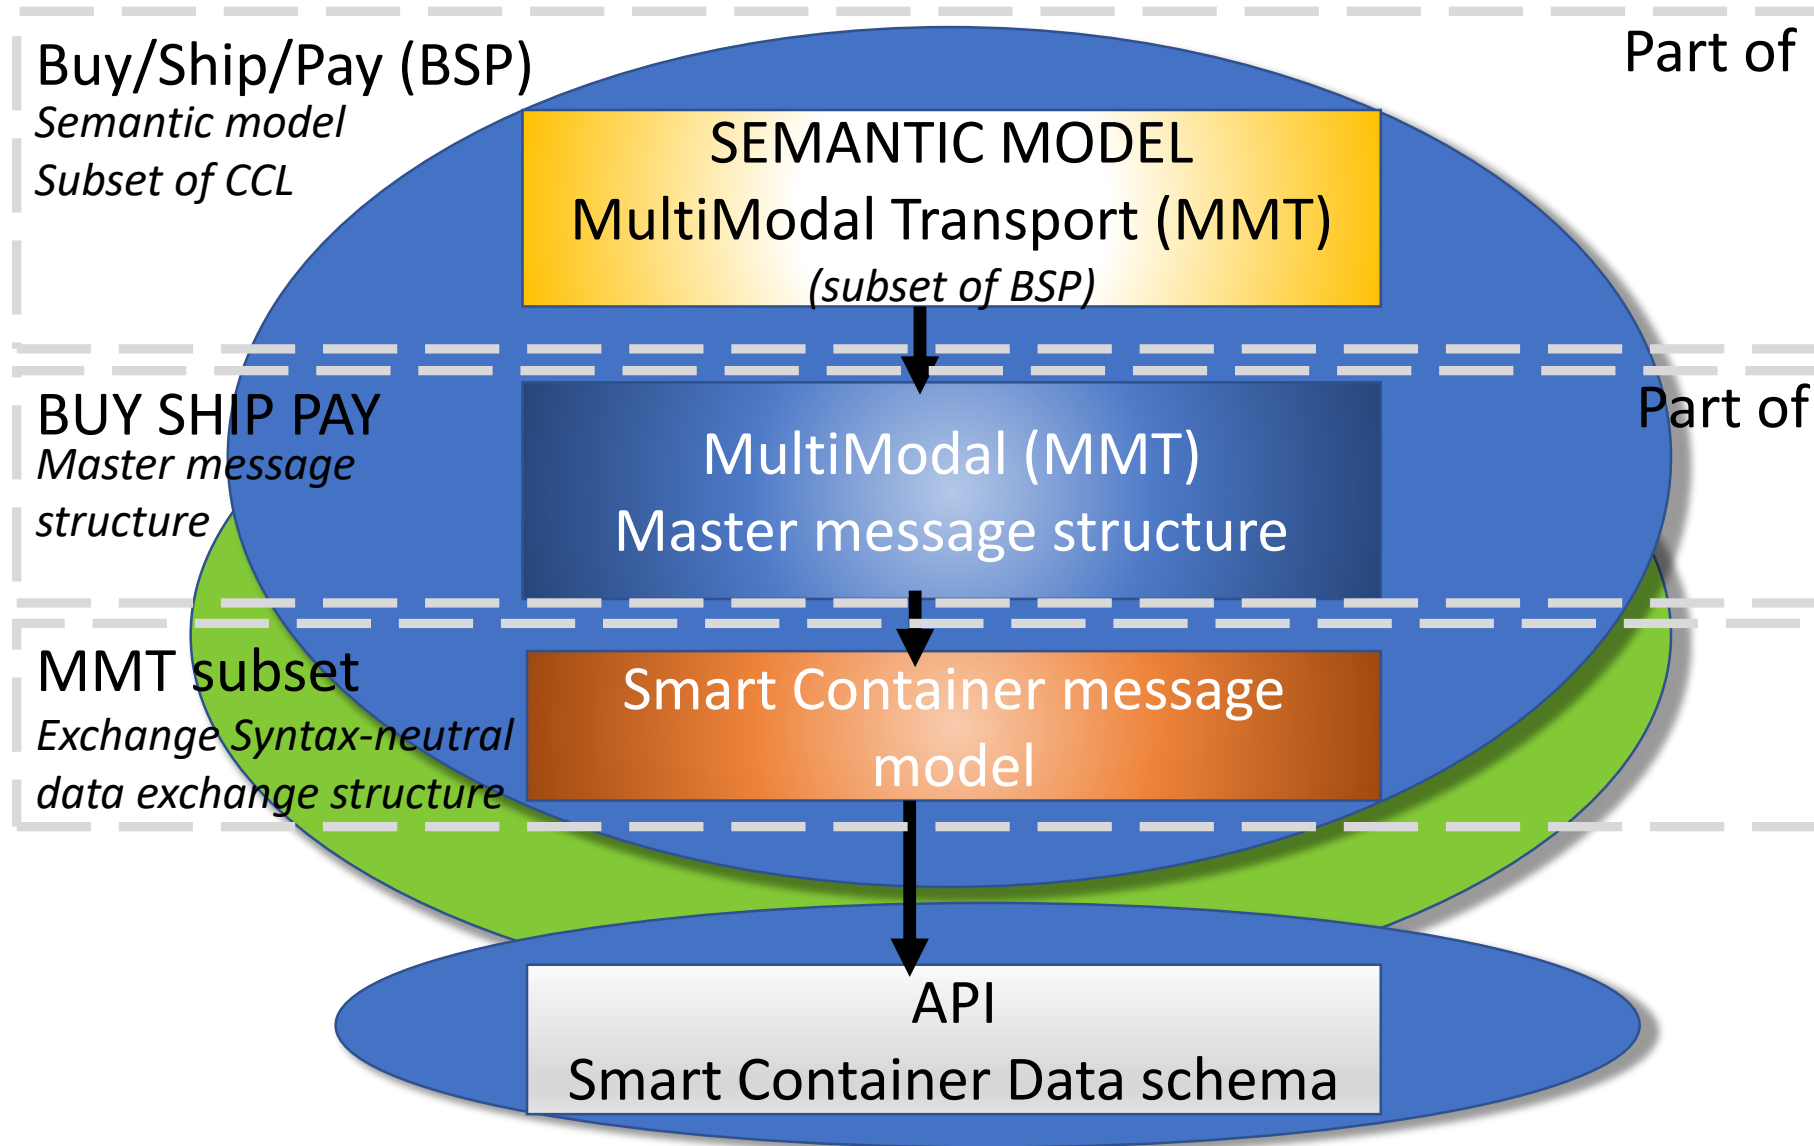 Buy/Ship/Pay (BSP)
Semantic model
Subset of CCL
Part of
SEMANTIC MODEL
MultiModal Transport (MMT)
(subset of BSP)
BUY SHIP PAY
Master message
structure
Part of
MultiModal (MMT)
Master message structure
MMT subset
Exchange Syntax-neutral
data exchange structure
Smart Container message
model
API
Smart Container Data schema